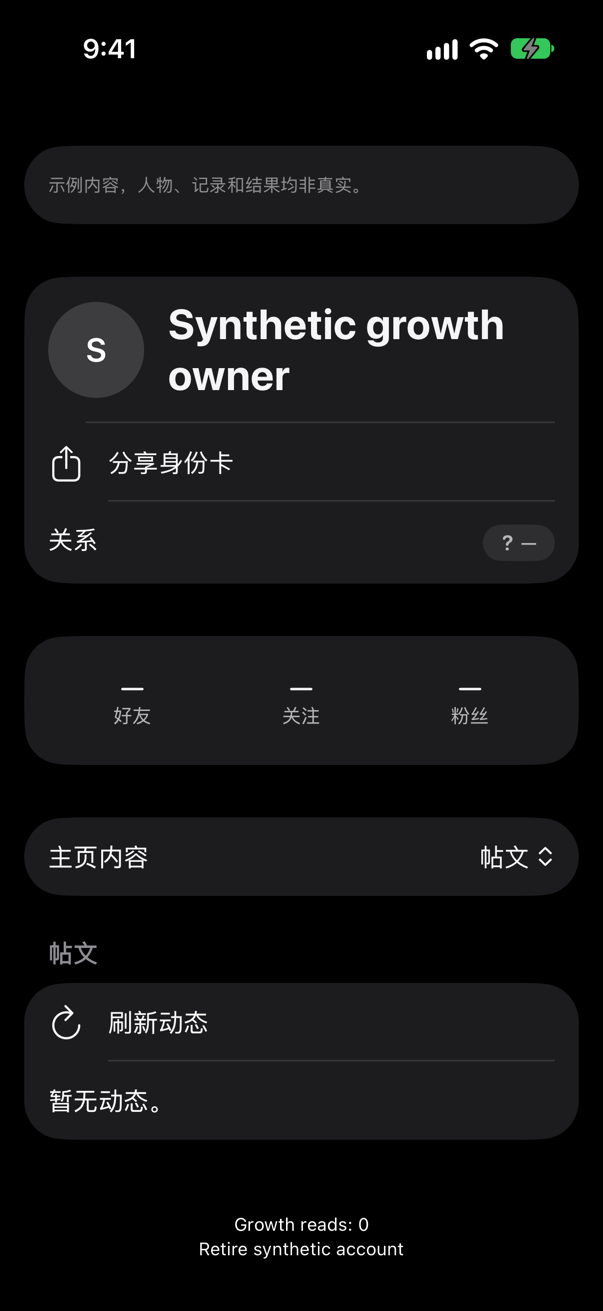 9:41
示例内容，人物、记录和结果均非真实。
S
Synthetic growth
owner
分享身份卡
关系
? —
— — —
好友 关注 粉丝
主页内容 帖文
帖文
刷新动态
暂无动态。
Growth reads: 0
Retire synthetic account